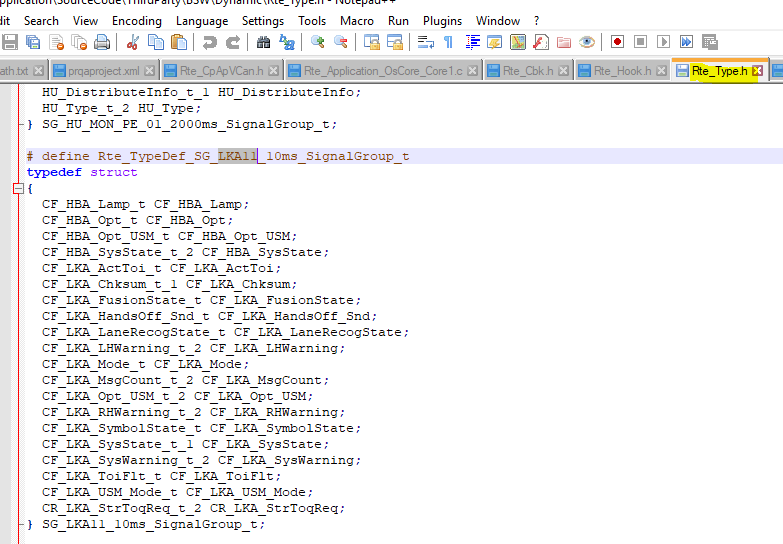 pplication\SourceCode\ThirdParty\BSW\Dynamic\Rte_Type.h - Notepad++
Search View Encoding Language Settings Tools Macro Run Plugins Window ?
ath.txt prqaproject.xml Rte_CpApVCan.h Rte_Application_OsCore_Core1.c Rte_Cbk.h Rte_Hook.h Rte_Type.h
HU_DistributeInfo_t_1 HU_DistributeInfo;
HU_Type_t_2 HU_Type;
} SG_HU_MON_PE_01_2000ms_SignalGroup_t;
# define Rte_TypeDef_SG_LKA11_10ms_SignalGroup_t
typedef struct
{
CF_HBA_Lamp_t CF_HBA_Lamp;
CF_HBA_Opt_t CF_HBA_Opt;
CF_HBA_Opt_USM_t CF_HBA_Opt_USM;
CF_HBA_SysState_t_2 CF_HBA_SysState;
CF_LKA_ActToi_t CF_LKA_ActToi;
CF_LKA_Chksum_t_1 CF_LKA_Chksum;
CF_LKA_FusionState_t CF_LKA_FusionState;
CF_LKA_HandsOff_Snd_t CF_LKA_HandsOff_Snd;
CF_LKA_LaneRecogState_t CF_LKA_LaneRecogState;
CF_LKA_LHWarning_t_2 CF_LKA_LHWarning;
CF_LKA_Mode_t CF_LKA_Mode;
CF_LKA_MsgCount_t_2 CF_LKA_MsgCount;
CF_LKA_Opt_USM_t_2 CF_LKA_Opt_USM;
CF_LKA_RHWarning_t_2 CF_LKA_RHWarning;
CF_LKA_SymbolState_t CF_LKA_SymbolState;
CF_LKA_SysState_t_1 CF_LKA_SysState;
CF_LKA_SysWarning_t_2 CF_LKA_SysWarning;
CF_LKA_ToiFlt_t CF_LKA_ToiFlt;
CF_LKA_USM_Mode_t CF_LKA_USM_Mode;
CR_LKA_StrToqReq_t_2 CR_LKA_StrToqReq;
} SG_LKA11_10ms_SignalGroup_t;